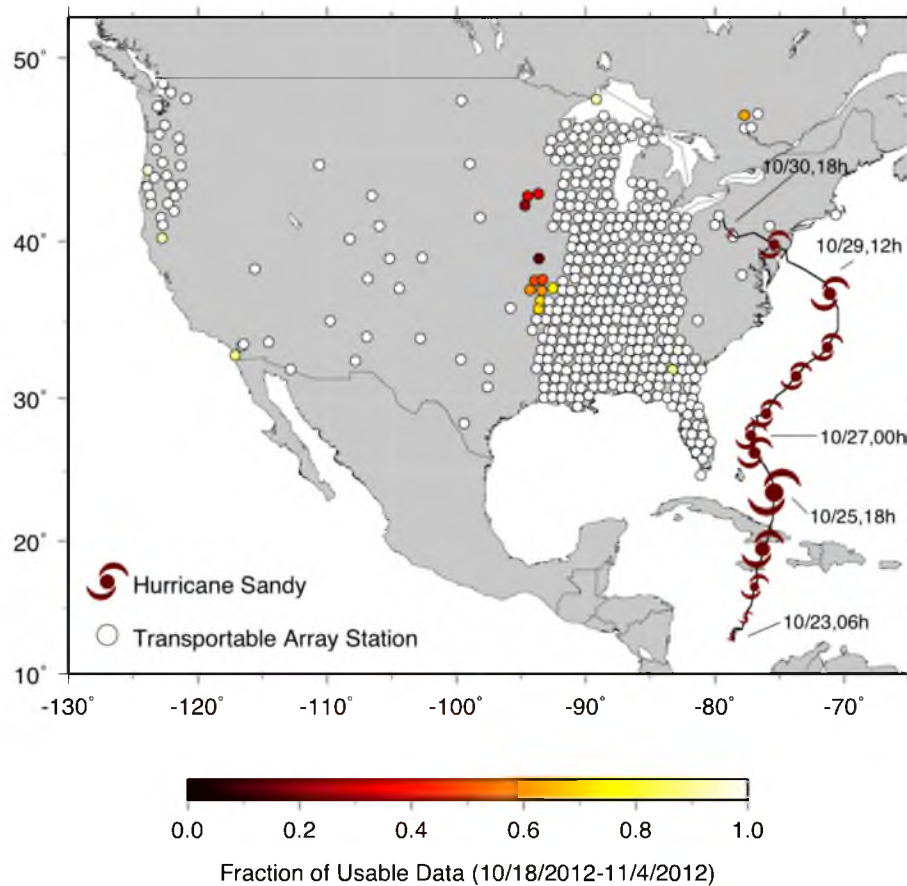 50˚
10/30,18h
40˚
10/29,12h
30˚
10/27,00h
10/25,18h
20˚
Hurricane Sandy
Transportable Array Station
10/23,06h
10˚
-130˚ -120˚ -110˚ -100˚ -90˚ -80˚ -70˚
0.0 0.2 0.4 0.6 0.8 1.0
Fraction of Usable Data (10/18/2012-11/4/2012)